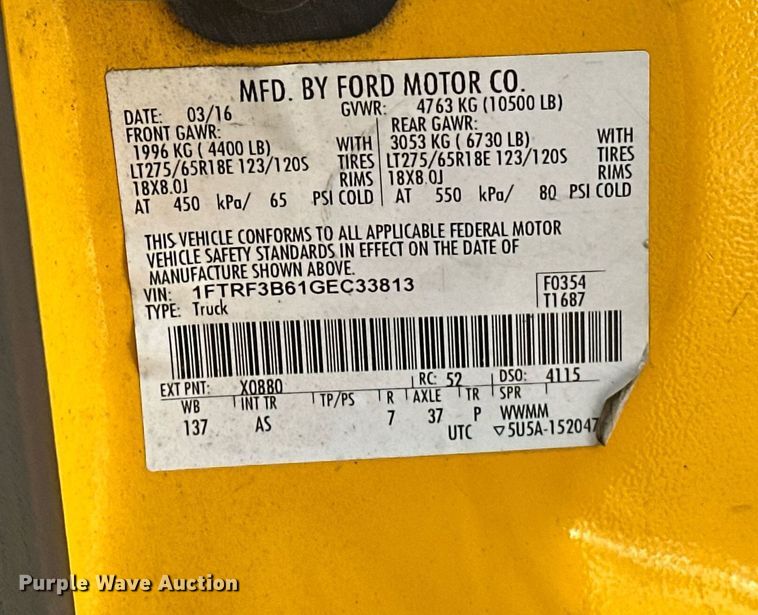 MFD. BY FORD MOTOR CO.
DATE: 03/16 GVWR: 4763 KG (10500 LB)
FRONT GAWR: REAR GAWR:
1996 KG ( 4400 LB) WITH 3053 KG ( 6730 LB) WITH
LT275/65R18E 123/120S TIRES LT275/65R18E 123/120S TIRES
18X8.0J RIMS 18X8.0J RIMS
AT 450 kPa/ 65 PSI COLD AT 550 kPa/ 80 PSI COLD
THIS VEHICLE CONFORMS TO ALL APPLICABLE FEDERAL MOTOR
VEHICLE SAFETY STANDARDS IN EFFECT ON THE DATE OF
MANUFACTURE SHOWN ABOVE.
VIN: 1FTRF3B61GEC33813 F0354
TYPE: Truck T1687
EXT PNT: X0880 RC: 52 DSO: 4115
WB INT TR TP/PS R AXLE TR SPR
137 AS 7 37 P WWMM
UTC ▽5U5A-152047
Purple Wave Auction